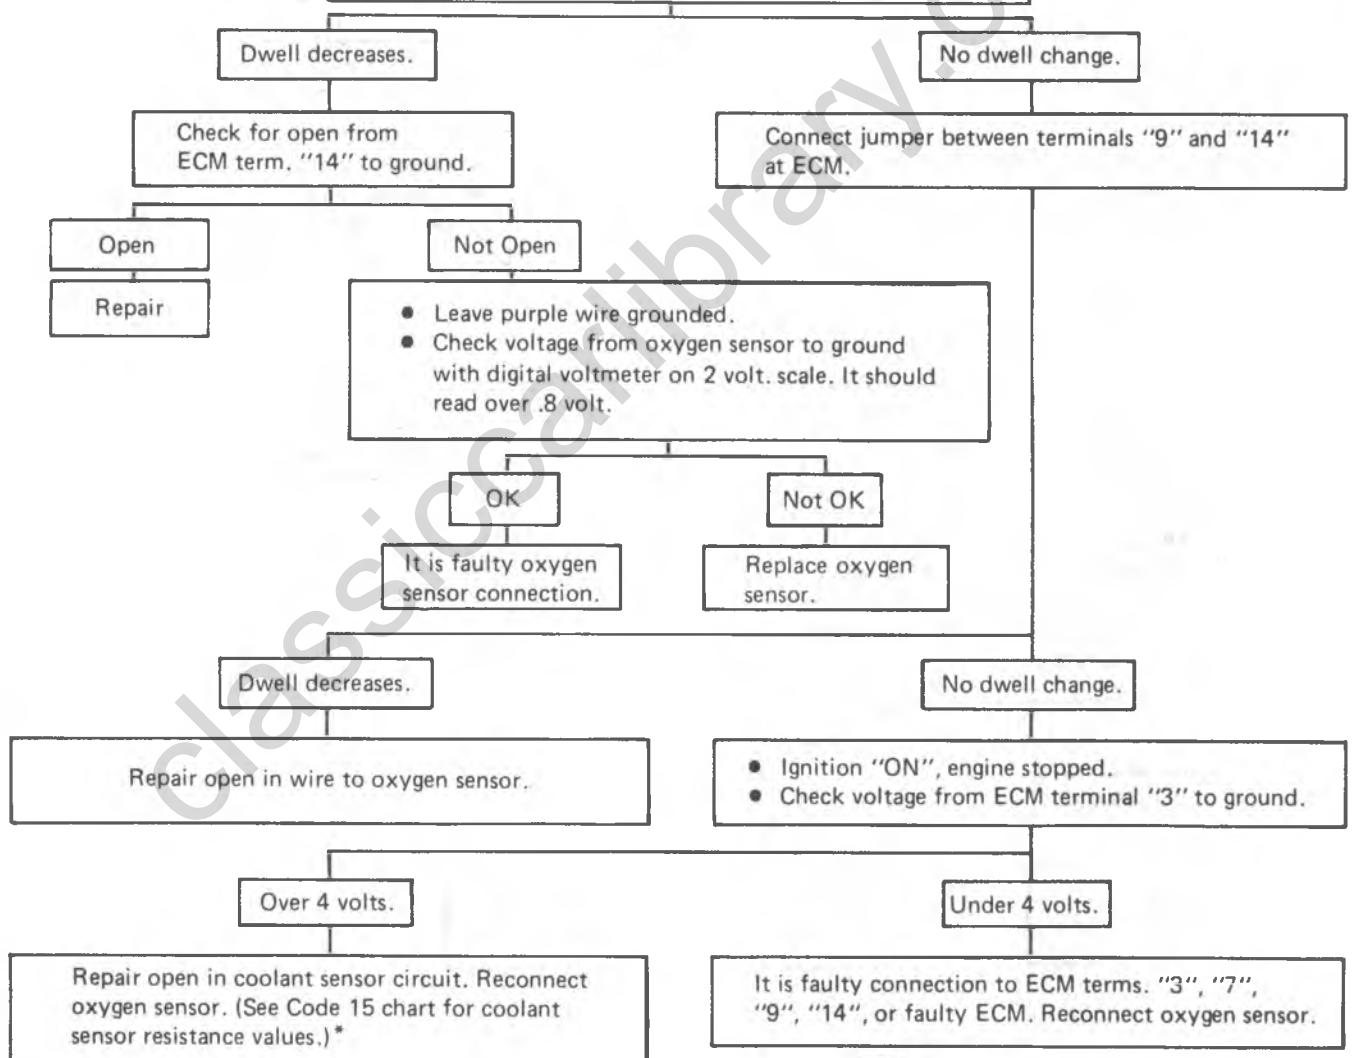 Dwell decreases.
No dwell change.
Check for open from
ECM term. "14" to ground.
Connect jumper between terminals "9" and "14"
at ECM.
Open
Not Open
Repair
● Leave purple wire grounded.
● Check voltage from oxygen sensor to ground
with digital voltmeter on 2 volt. scale. It should
read over .8 volt.
OK
Not OK
It is faulty oxygen
sensor connection.
Replace oxygen
sensor.
Dwell decreases.
No dwell change.
Repair open in wire to oxygen sensor.
● Ignition "ON", engine stopped.
● Check voltage from ECM terminal "3" to ground.
Over 4 volts.
Under 4 volts.
Repair open in coolant sensor circuit. Reconnect
oxygen sensor. (See Code 15 chart for coolant
sensor resistance values.)*
It is faulty connection to ECM terms. "3", "7",
"9", "14", or faulty ECM. Reconnect oxygen sensor.
classiccarlibrary.c